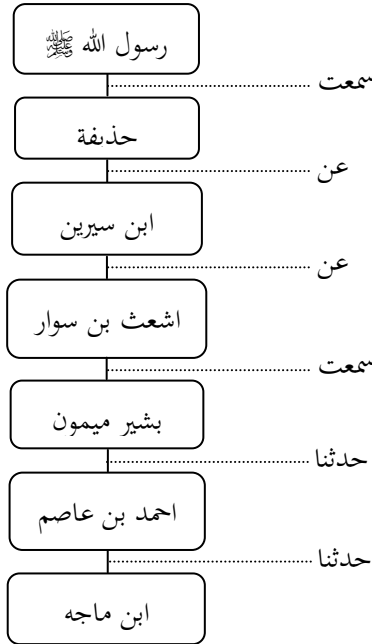 رسول الله ﷺ
سمعت
حذيفة
عن
ابن سيرين
عن
اشعث بن سوار
سمعت
بشير ميمون
حدثنا
احمد بن عاصم
حدثنا
ابن ماجه